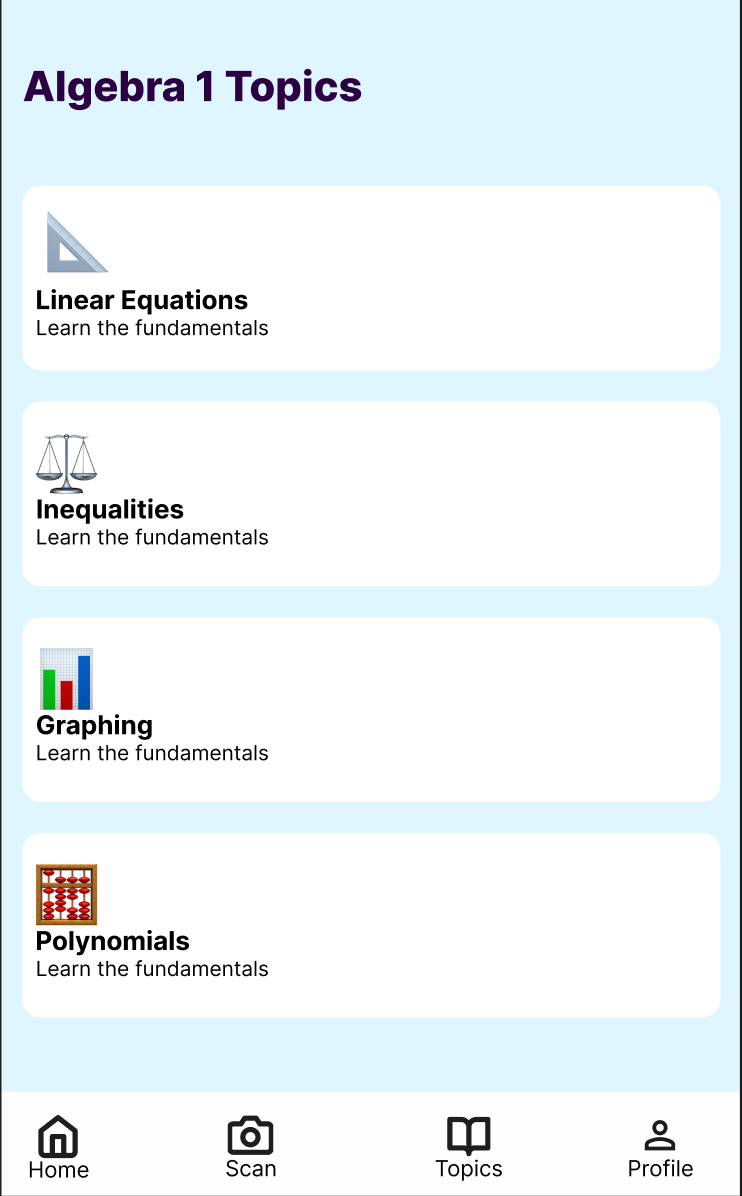 Algebra 1 Topics
Linear Equations
Learn the fundamentals
Inequalities
Learn the fundamentals
Graphing
Learn the fundamentals
Polynomials
Learn the fundamentals
Home Scan Topics Profile